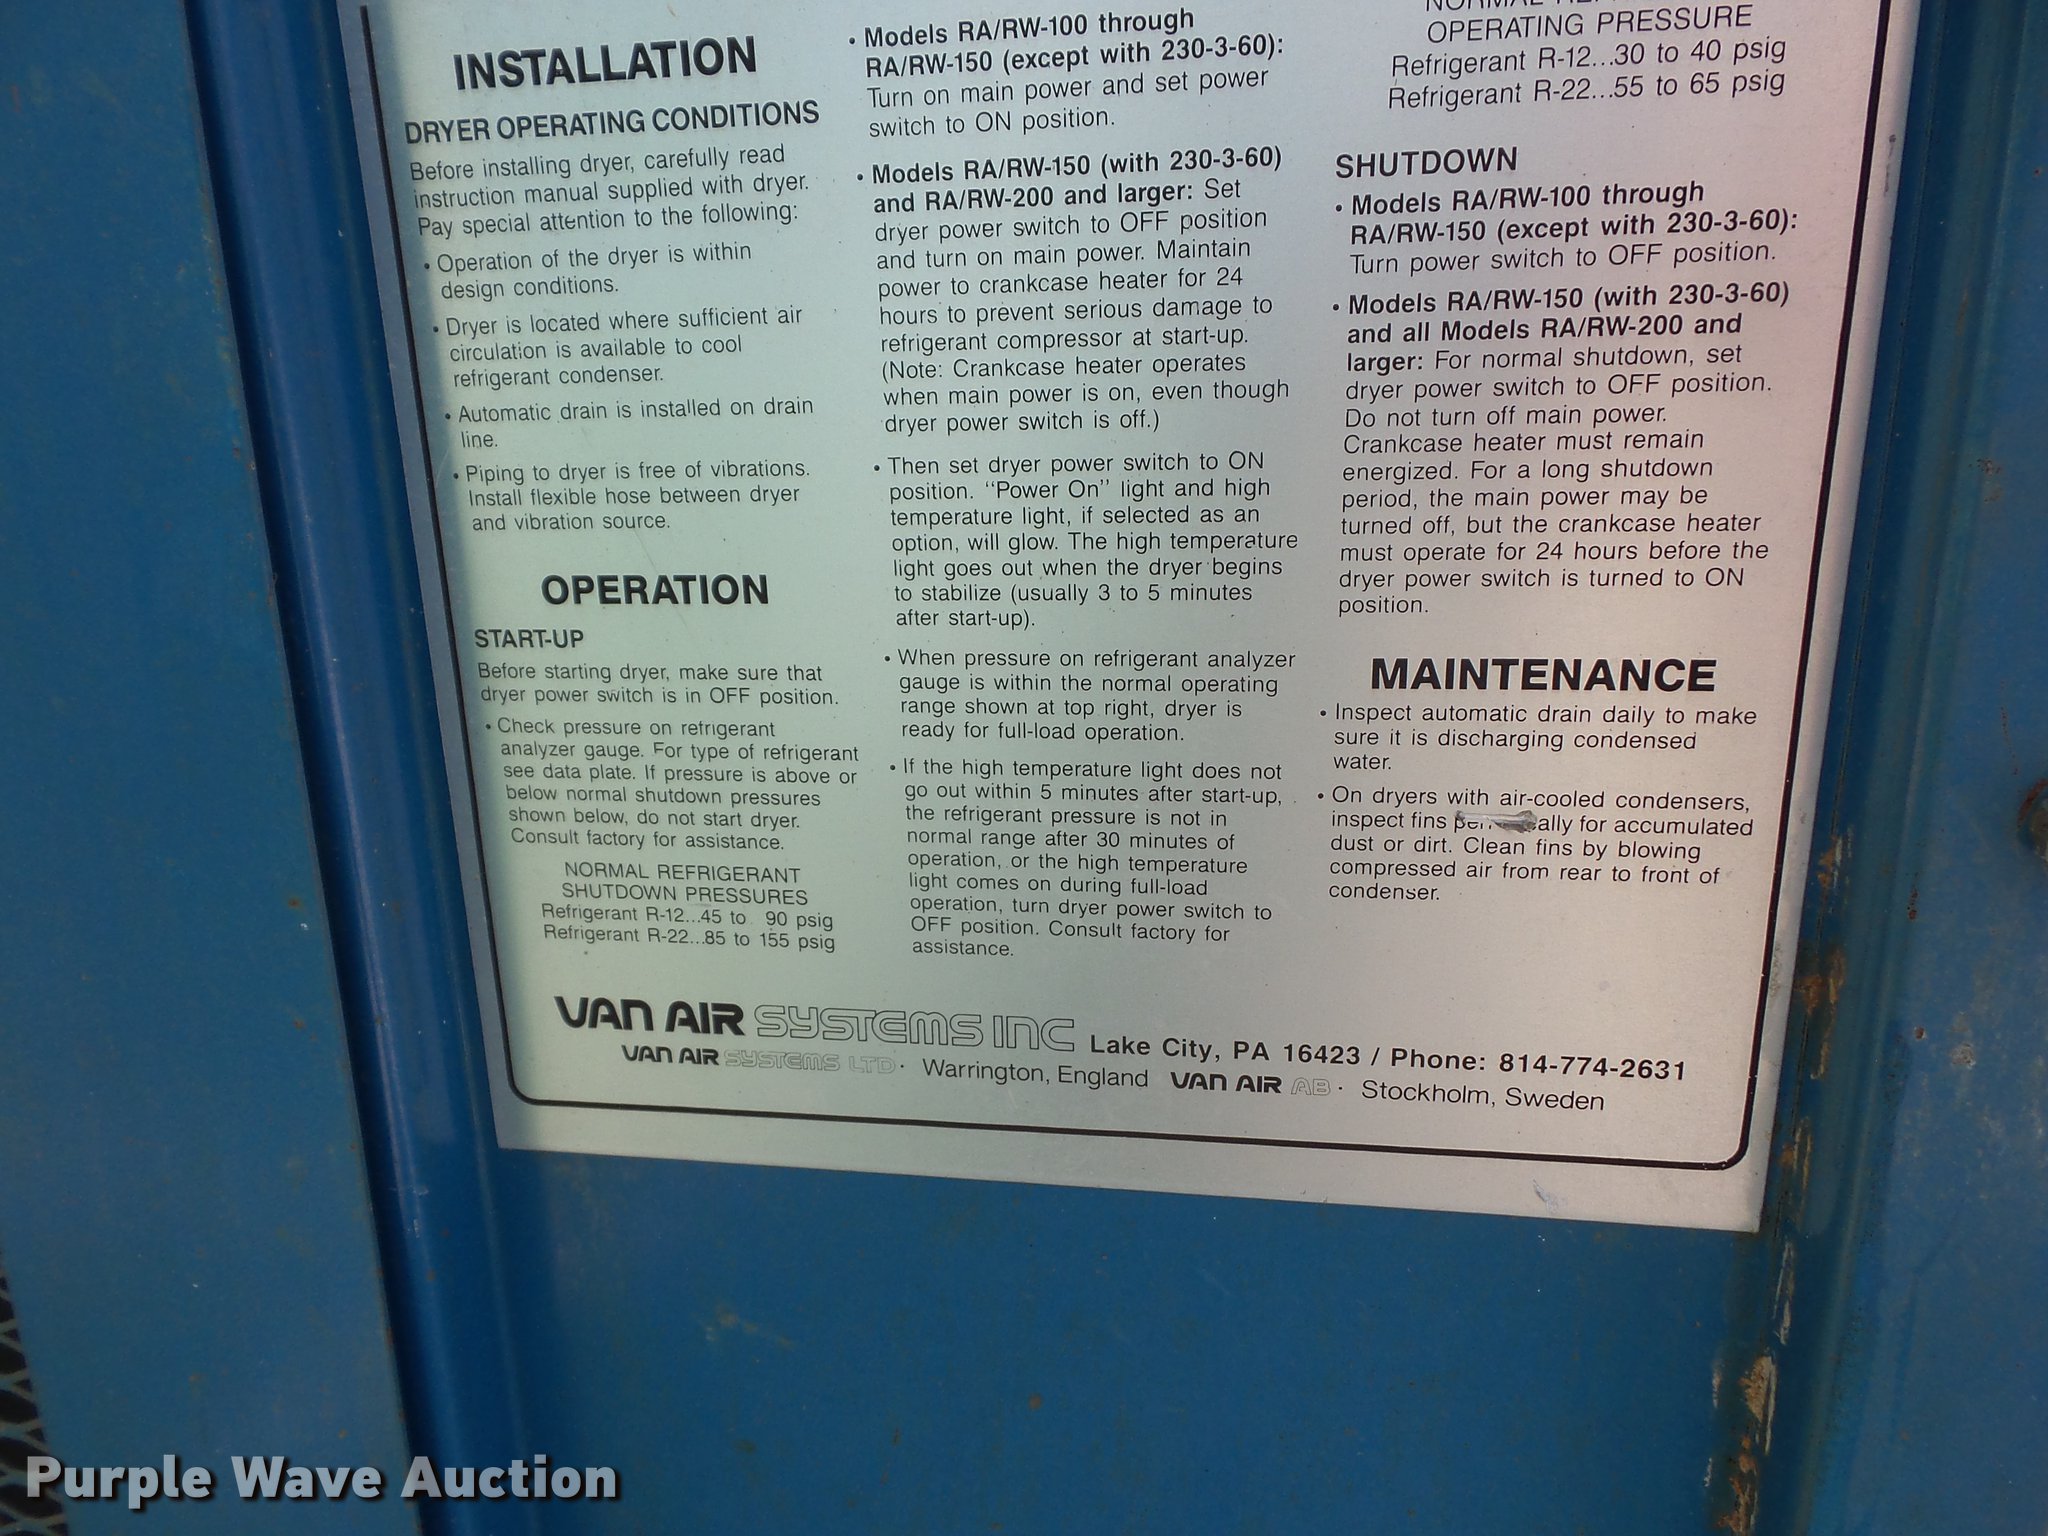 INSTALLATION
DRYER OPERATING CONDITIONS
Before installing dryer, carefully read
instruction manual supplied with dryer.
Pay special attention to the following:
• Operation of the dryer is within
design conditions.
• Dryer is located where sufficient air
circulation is available to cool
refrigerant condenser.
• Automatic drain is installed on drain
line.
• Piping to dryer is free of vibrations.
Install flexible hose between dryer
and vibration source.
OPERATION
START-UP
Before starting dryer, make sure that
dryer power switch is in OFF position.
• Check pressure on refrigerant
analyzer gauge. For type of refrigerant
see data plate. If pressure is above or
below normal shutdown pressures
shown below, do not start dryer.
Consult factory for assistance.
NORMAL REFRIGERANT
SHUTDOWN PRESSURES
Refrigerant R-12...45 to 90 psig
Refrigerant R-22...85 to 155 psig
• Models RA/RW-100 through
RA/RW-150 (except with 230-3-60):
Turn on main power and set power
switch to ON position.
• Models RA/RW-150 (with 230-3-60)
and RA/RW-200 and larger: Set
dryer power switch to OFF position
and turn on main power. Maintain
power to crankcase heater for 24
hours to prevent serious damage to
refrigerant compressor at start-up.
(Note: Crankcase heater operates
when main power is on, even though
dryer power switch is off.)
• Then set dryer power switch to ON
position. "Power On" light and high
temperature light, if selected as an
option, will glow. The high temperature
light goes out when the dryer begins
to stabilize (usually 3 to 5 minutes
after start-up).
• When pressure on refrigerant analyzer
gauge is within the normal operating
range shown at top right, dryer is
ready for full-load operation.
• If the high temperature light does not
go out within 5 minutes after start-up,
the refrigerant pressure is not in
normal range after 30 minutes of
operation, or the high temperature
light comes on during full-load
operation, turn dryer power switch to
OFF position. Consult factory for
assistance.
NORMAL
OPERATING PRESSURE
Refrigerant R-12...30 to 40 psig
Refrigerant R-22...55 to 65 psig
SHUTDOWN
• Models RA/RW-100 through
RA/RW-150 (except with 230-3-60):
Turn power switch to OFF position.
• Models RA/RW-150 (with 230-3-60)
and all Models RA/RW-200 and
larger: For normal shutdown, set
dryer power switch to OFF position.
Do not turn off main power.
Crankcase heater must remain
energized. For a long shutdown
period, the main power may be
turned off, but the crankcase heater
must operate for 24 hours before the
dryer power switch is turned to ON
position.
MAINTENANCE
• Inspect automatic drain daily to make
sure it is discharging condensed
water.
• On dryers with air-cooled condensers,
inspect fins for accumulated
dust or dirt. Clean fins by blowing
compressed air from rear to front of
condenser.
VAN AIR SYSTEMS INC Lake City, PA 16423 / Phone: 814-774-2631
VAN AIR SYSTEMS LTD · Warrington, England VAN AIR AB · Stockholm, Sweden
Purple Wave Auction